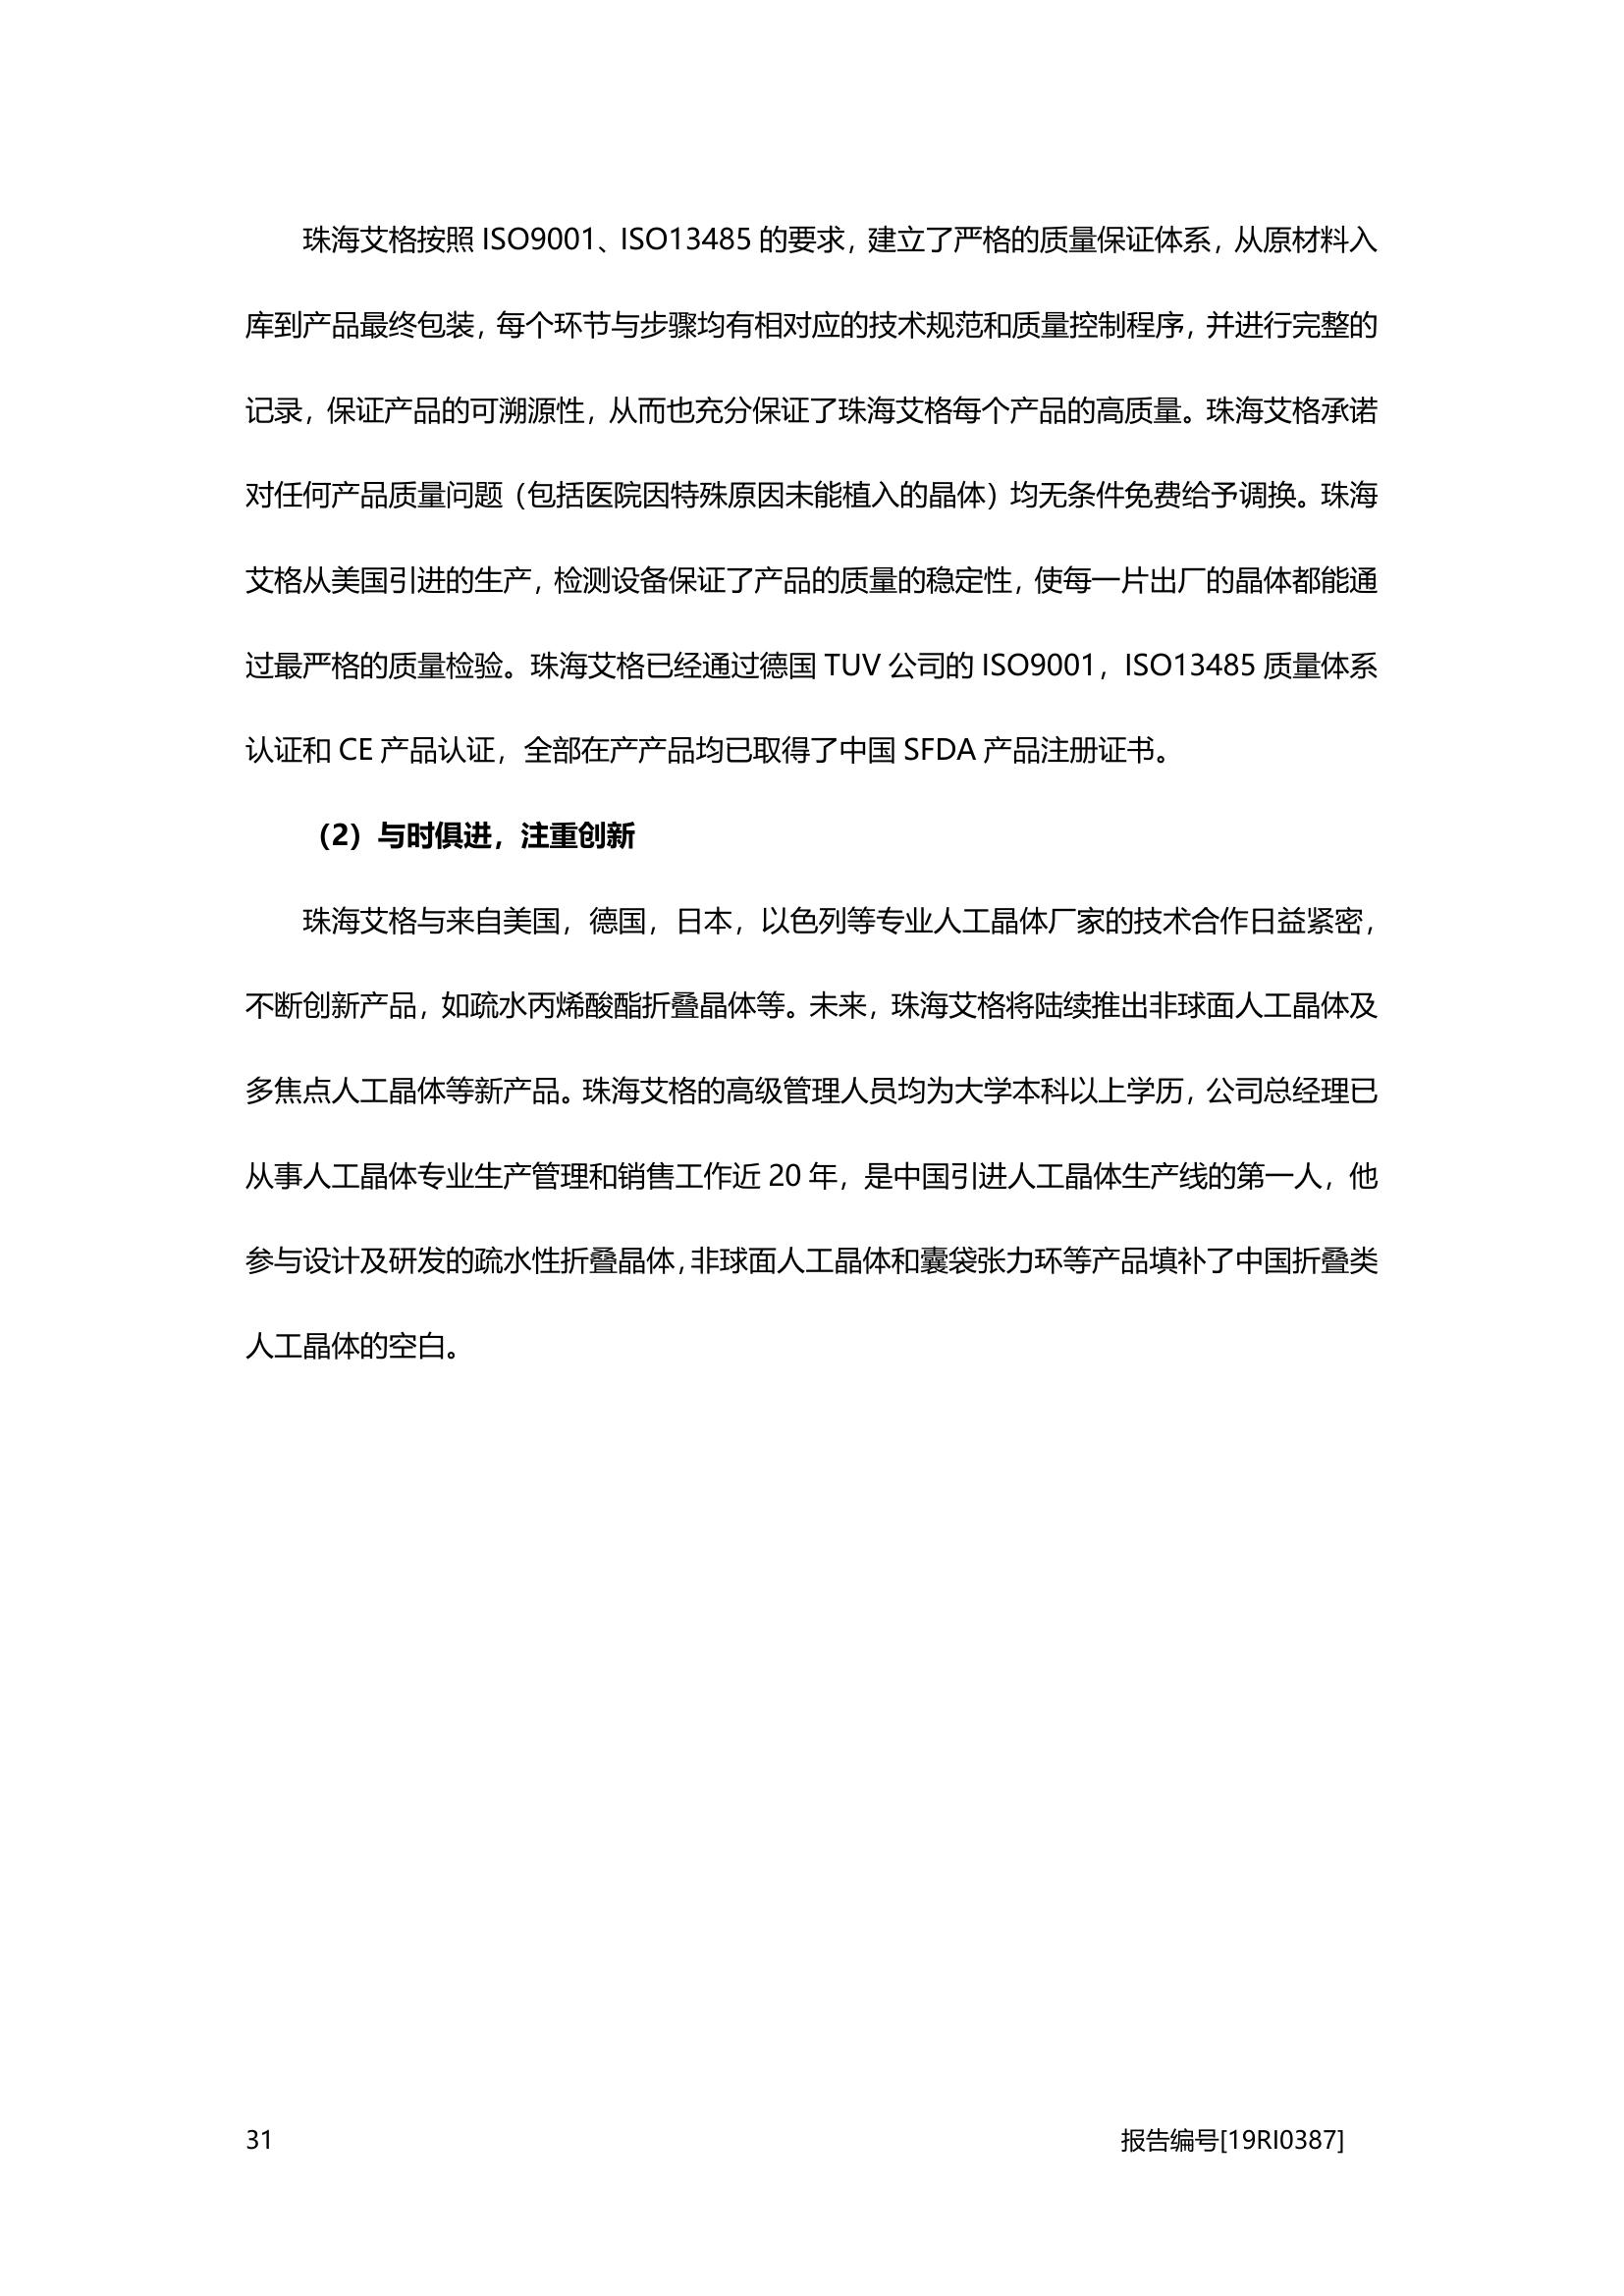 珠海艾格按照 ISO9001、ISO13485 的要求，建立了严格的质量保证体系，从原材料入
库到产品最终包装，每个环节与步骤均有相对应的技术规范和质量控制程序，并进行完整的
记录，保证产品的可溯源性，从而也充分保证了珠海艾格每个产品的高质量。珠海艾格承诺
对任何产品质量问题（包括医院因特殊原因未能植入的晶体）均无条件免费给予调换。珠海
艾格从美国引进的生产，检测设备保证了产品的质量的稳定性，使每一片出厂的晶体都能通
过最严格的质量检验。珠海艾格已经通过德国 TUV 公司的 ISO9001，ISO13485 质量体系
认证和 CE 产品认证，全部在产产品均已取得了中国 SFDA 产品注册证书。
（2）与时俱进，注重创新
珠海艾格与来自美国，德国，日本，以色列等专业人工晶体厂家的技术合作日益紧密，
不断创新产品，如疏水丙烯酸酯折叠晶体等。未来，珠海艾格将陆续推出非球面人工晶体及
多焦点人工晶体等新产品。珠海艾格的高级管理人员均为大学本科以上学历，公司总经理已
从事人工晶体专业生产管理和销售工作近 20 年，是中国引进人工晶体生产线的第一人，他
参与设计及研发的疏水性折叠晶体，非球面人工晶体和囊袋张力环等产品填补了中国折叠类
人工晶体的空白。
31 报告编号[19RI0387]